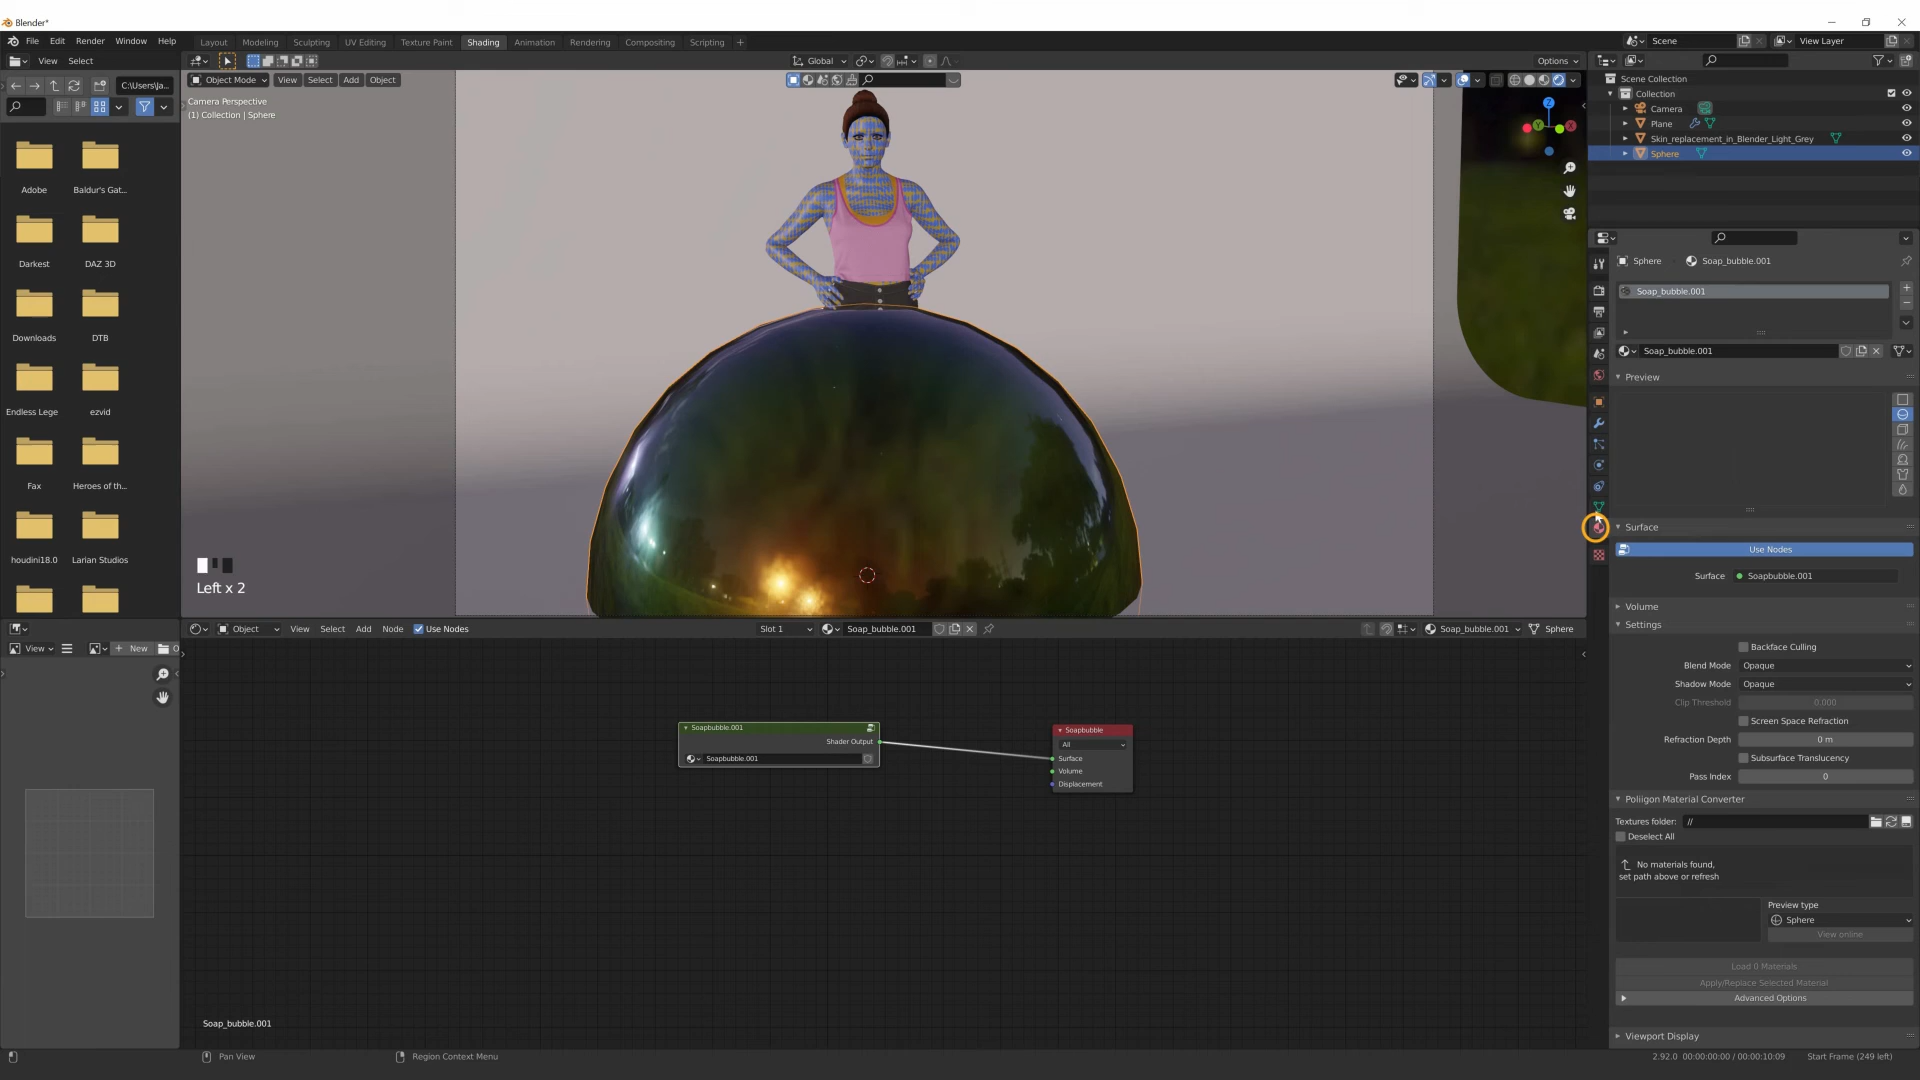 Blender*
File Edit Render Window Help
Layout Modeling Sculpting UV Editing Texture Paint Shading Animation Rendering Compositing Scripting +
Scene View Layer
View Select
Global
Options
C:\Users\Ja...
Object Mode View Select Add Object
Camera Perspective
(1) Collection | Sphere
Scene Collection
Collection
Camera
Plane
Skin_replacement_in_Blender_Light_Grey
Sphere
Adobe Baldur's Gat...
Darkest DAZ 3D
Downloads DTB
Endless Lege ezvid
Fax Heroes of th...
houdini18.0 Larian Studios
Z
Y
X
Left x 2
Sphere Soap_bubble.001
Soap_bubble.001
Soap_bubble.001
Preview
Surface
Use Nodes
Surface Soapbubble.001
Volume
Settings
Backface Culling
Blend Mode Opaque
Shadow Mode Opaque
Clip Threshold 0.000
Screen Space Refraction
Refraction Depth 0 m
Subsurface Translucency
Pass Index 0
Poliigon Material Converter
Textures folder: //
Deselect All
No materials found,
set path above or refresh
Preview type
Sphere
View online
Load 0 Materials
Apply/Replace Selected Material
Advanced Options
Viewport Display
Object View Select Add Node Use Nodes Slot 1 Soap_bubble.001 Soap_bubble.001 Sphere
View + New O
Soapbubble.001
Shader Output
Soapbubble.001
Soapbubble
All
Surface
Volume
Displacement
Soap_bubble.001
Pan View Region Context Menu 2.92.0 00:00:00:00 / 00:00:10:09 Start Frame (249 left)